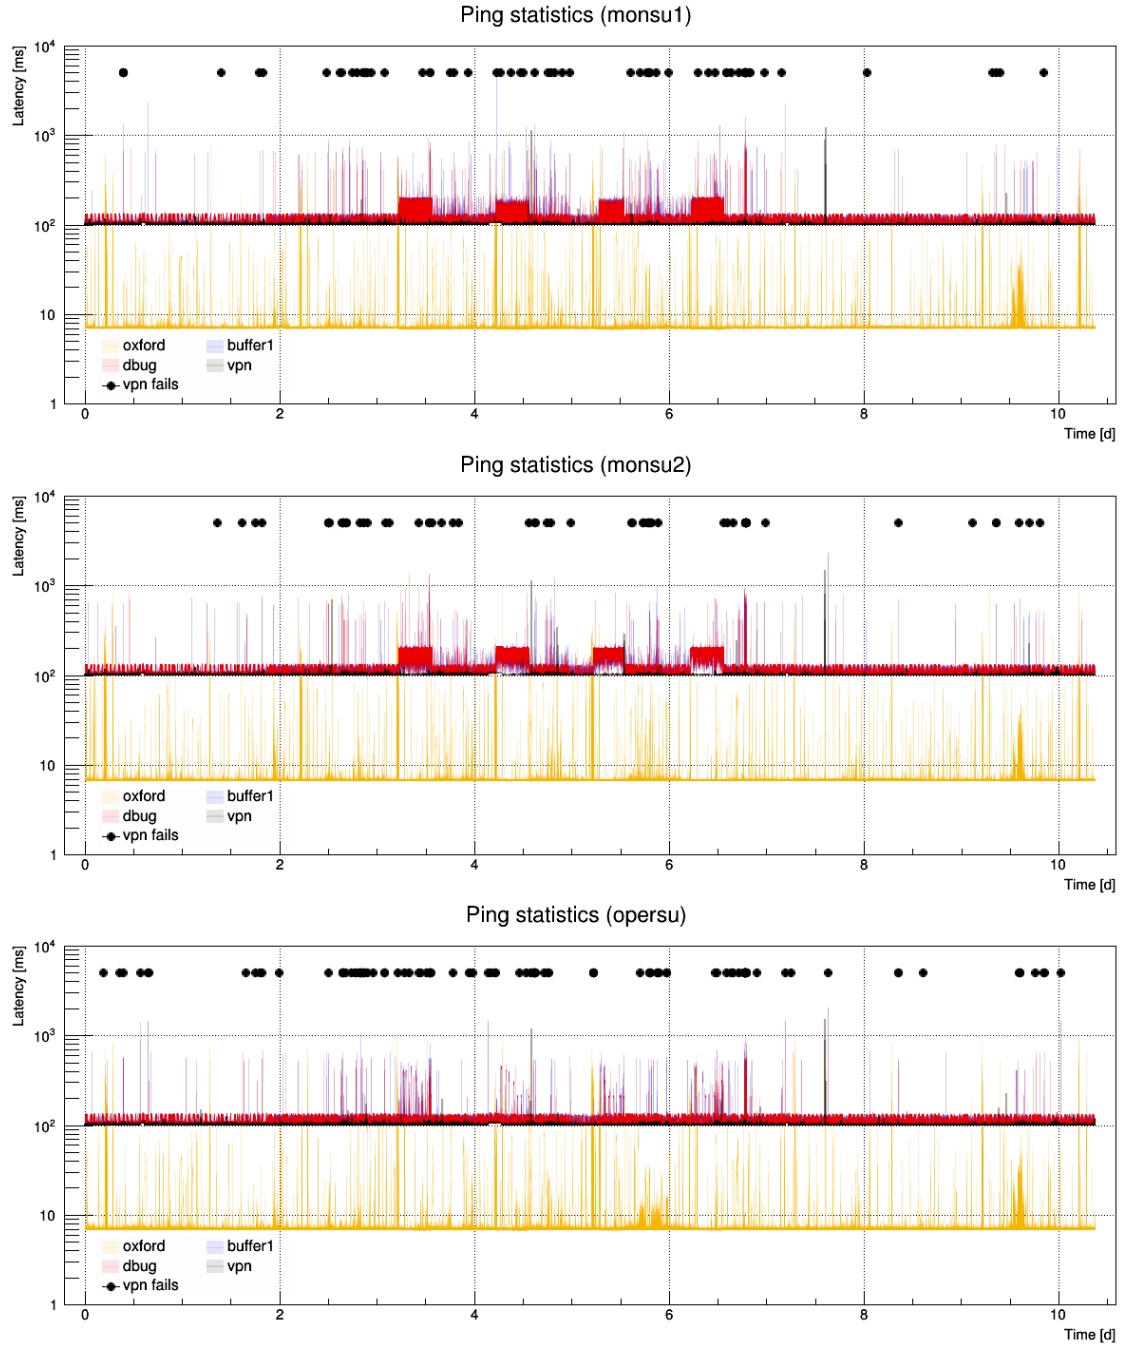 Ping statistics (monsu1)
Latency [ms]
10^4
10^3
10^2
10
1
oxford buffer1
dbug vpn
vpn fails
0 2 4 6 8 10
Time [d]
Ping statistics (monsu2)
Latency [ms]
10^4
10^3
10^2
10
1
oxford buffer1
dbug vpn
vpn fails
0 2 4 6 8 10
Time [d]
Ping statistics (opersu)
Latency [ms]
10^4
10^3
10^2
10
1
oxford buffer1
dbug vpn
vpn fails
0 2 4 6 8 10
Time [d]